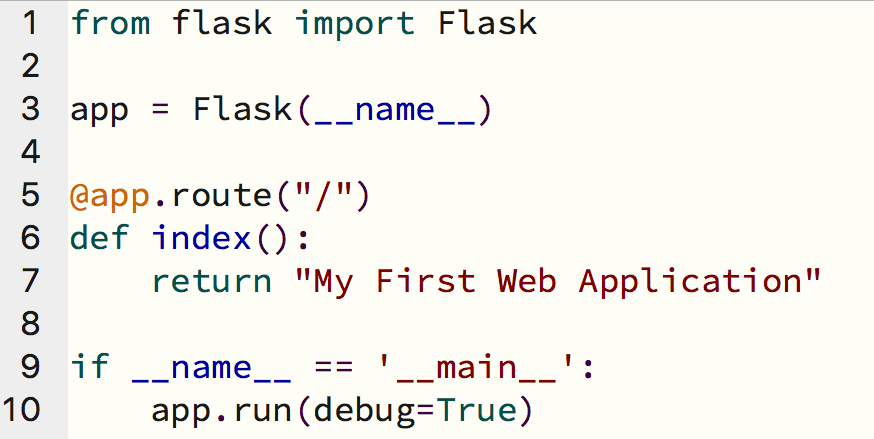 1 from flask import Flask
2
3 app = Flask(__name__)
4
5 @app.route("/")
6 def index():
7     return "My First Web Application"
8
9 if __name__ == '__main__':
10     app.run(debug=True)